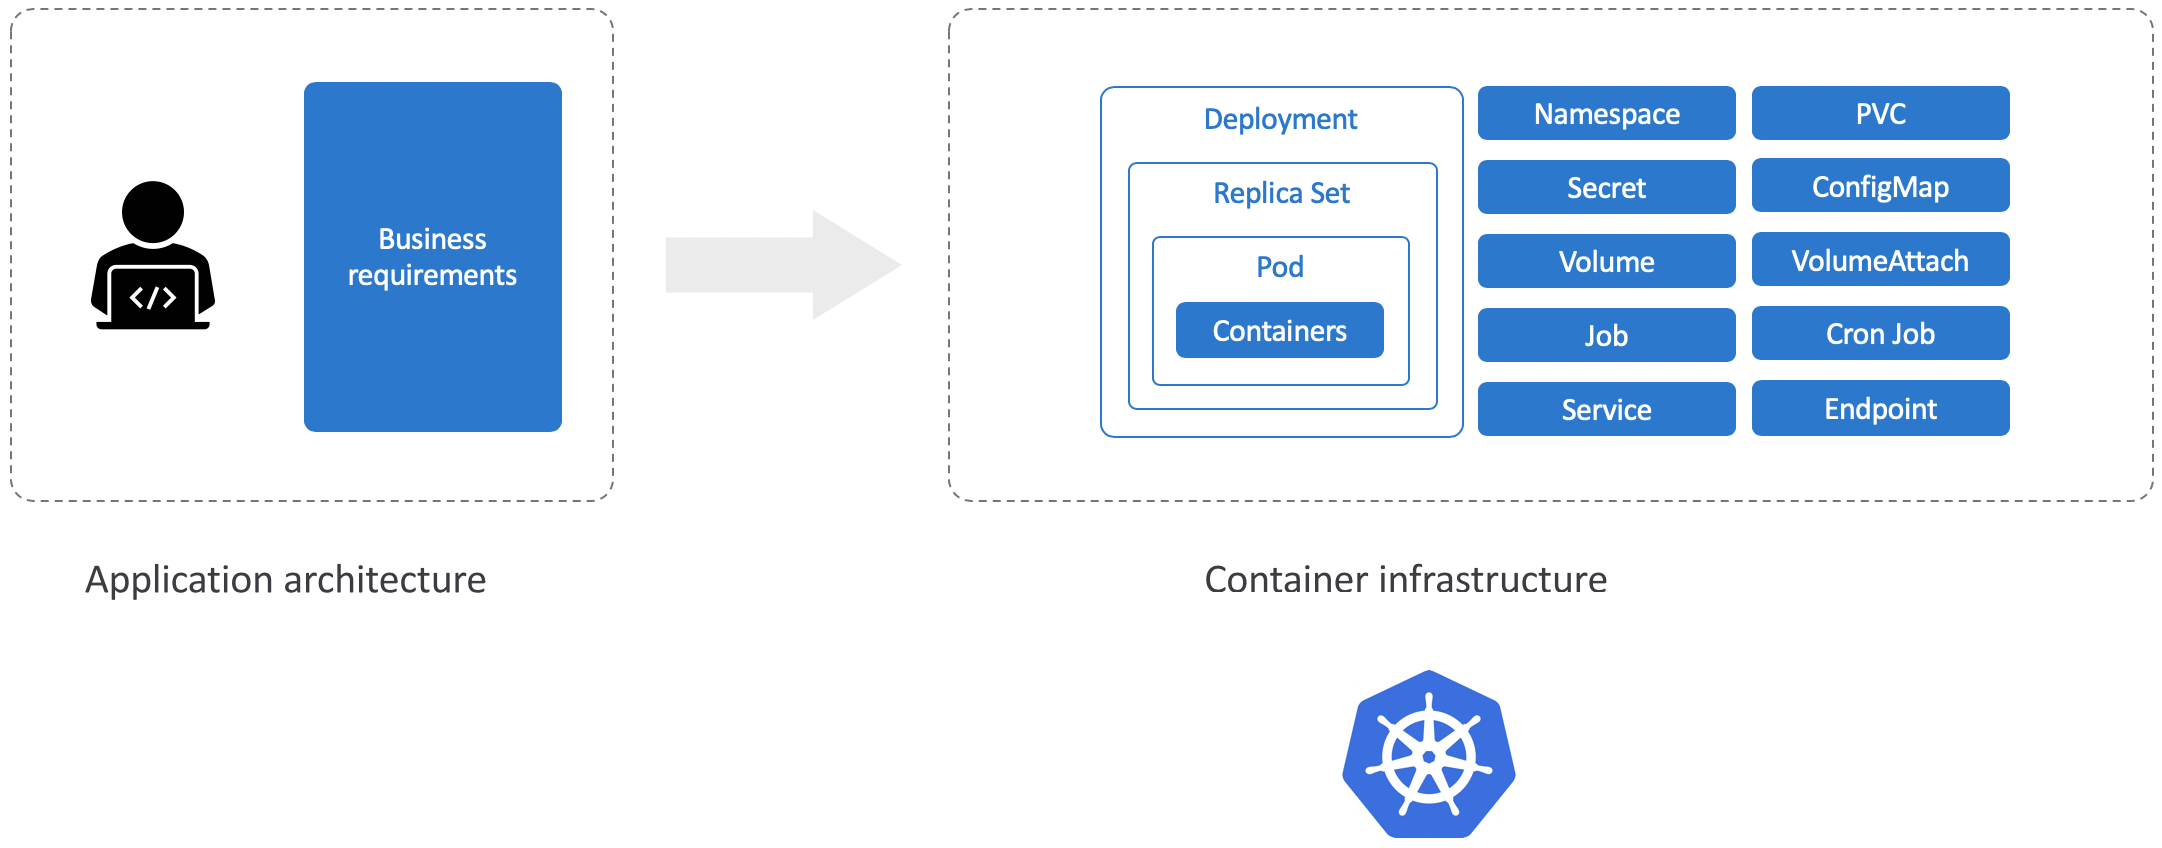 Business
requirements
Application architecture
Deployment
Replica Set
Pod
Containers
Namespace
PVC
Secret
ConfigMap
Volume
VolumeAttach
Job
Cron Job
Service
Endpoint
Container infrastructure